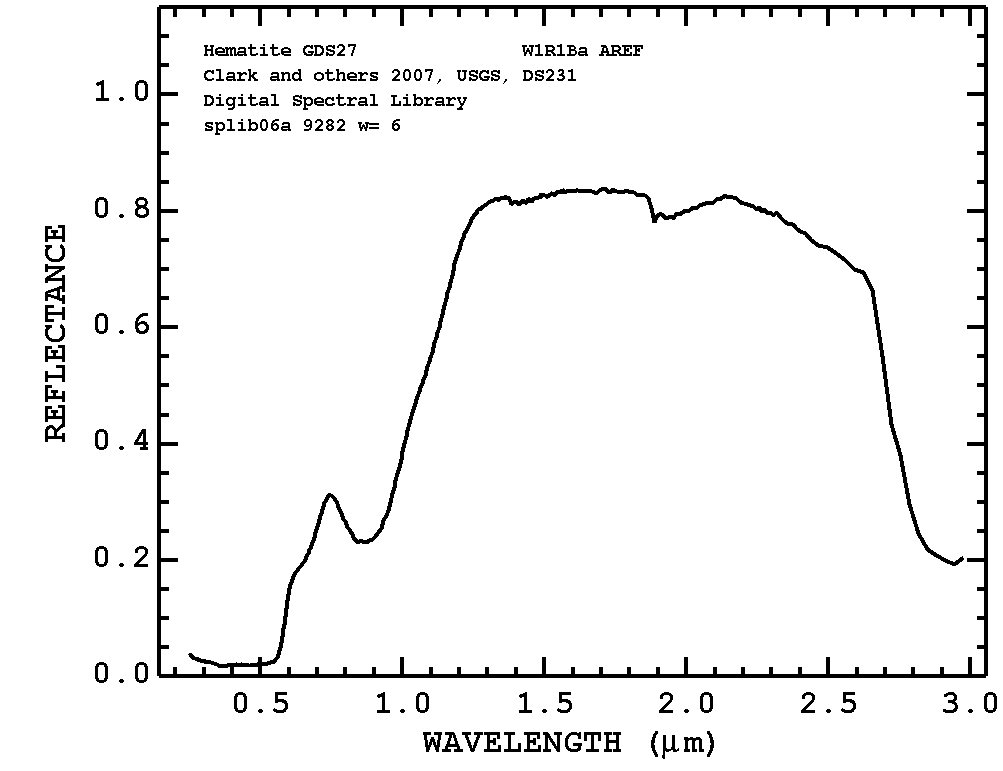 Hematite GDS27 W1R1Ba AREF
Clark and others 2007, USGS, DS231
Digital Spectral Library
splib06a 9282 w= 6
1.0
0.8
0.6
0.4
0.2
0.0
REFLECTANCE
0.5 1.0 1.5 2.0 2.5 3.0
WAVELENGTH (μm)